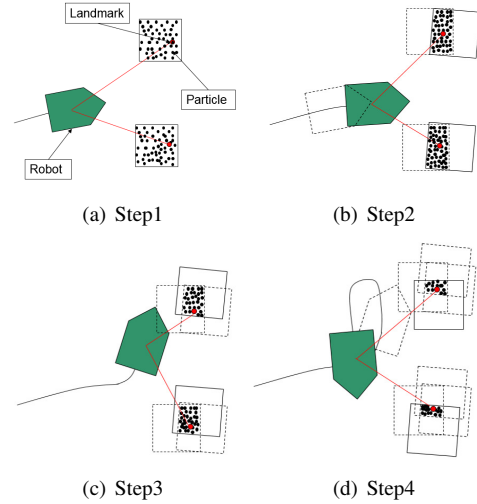 Landmark
Particle
Robot
(a) Step1
(b) Step2
(c) Step3
(d) Step4